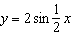 y = 2 sin 1/2 x